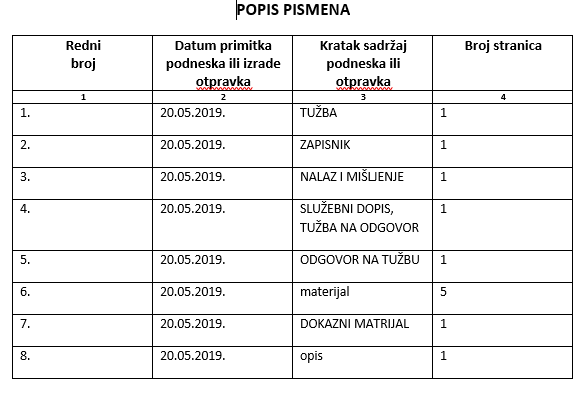 POPIS PISMENA
Redni
broj
Datum primitka
podneska ili izrade
otpravka
Kratak sadržaj
podneska ili
otpravka
Broj stranica
1 2 3 4
1. 20.05.2019. TUŽBA 1
2. 20.05.2019. ZAPISNIK 1
3. 20.05.2019. NALAZ I MIŠLJENJE 1
4. 20.05.2019. SLUŽBENI DOPIS, 1
TUŽBA NA ODGOVOR
5. 20.05.2019. ODGOVOR NA TUŽBU 1
6. 20.05.2019. materijal 5
7. 20.05.2019. DOKAZNI MATRIJAL 1
8. 20.05.2019. opis 1